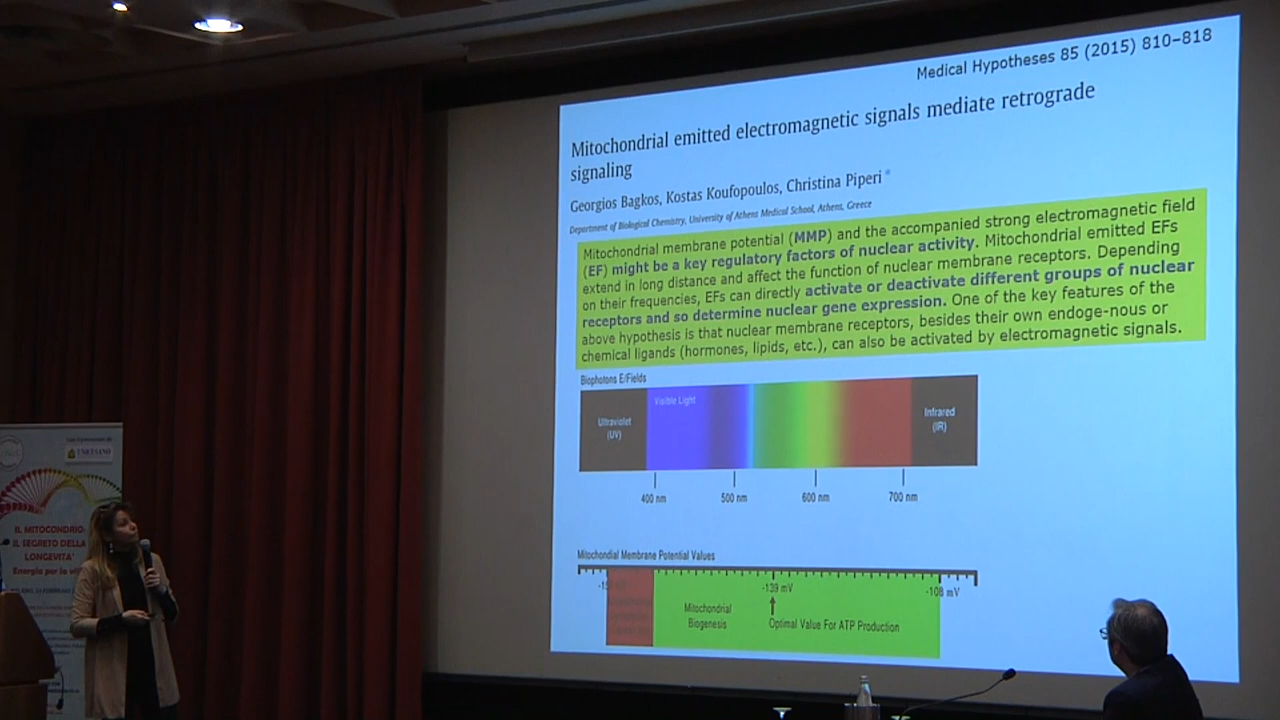 Medical Hypotheses 85 (2015) 810–818
Mitochondrial emitted electromagnetic signals mediate retrograde
signaling
Georgios Bagkos, Kostas Koufopoulos, Christina Piperi *
Department of Biological Chemistry, University of Athens Medical School, Athens, Greece
Mitochondrial membrane potential (MMP) and the accompanied strong electromagnetic field
(EF) might be a key regulatory factors of nuclear activity. Mitochondrial emitted EFs
extend in long distance and affect the function of nuclear membrane receptors. Depending
on their frequencies, EFs can directly activate or deactivate different groups of nuclear
receptors and so determine nuclear gene expression. One of the key features of the
above hypothesis is that nuclear membrane receptors, besides their own endoge-nous or
chemical ligands (hormones, lipids, etc.), can also be activated by electromagnetic signals.
Biophotons E/Fields
Visible Light
Ultraviolet
(UV)
Infrared
(IR)
400 nm 500 nm 600 nm 700 nm
Mitochondial Membrane Potential Values
-139 mV -108 mV
Mitochondrial
Biogenesis
Optimal Value For ATP Production
IL MITOCONDRIO:
IL SEGRETO DELLA
LONGEVITA'
Energia per la